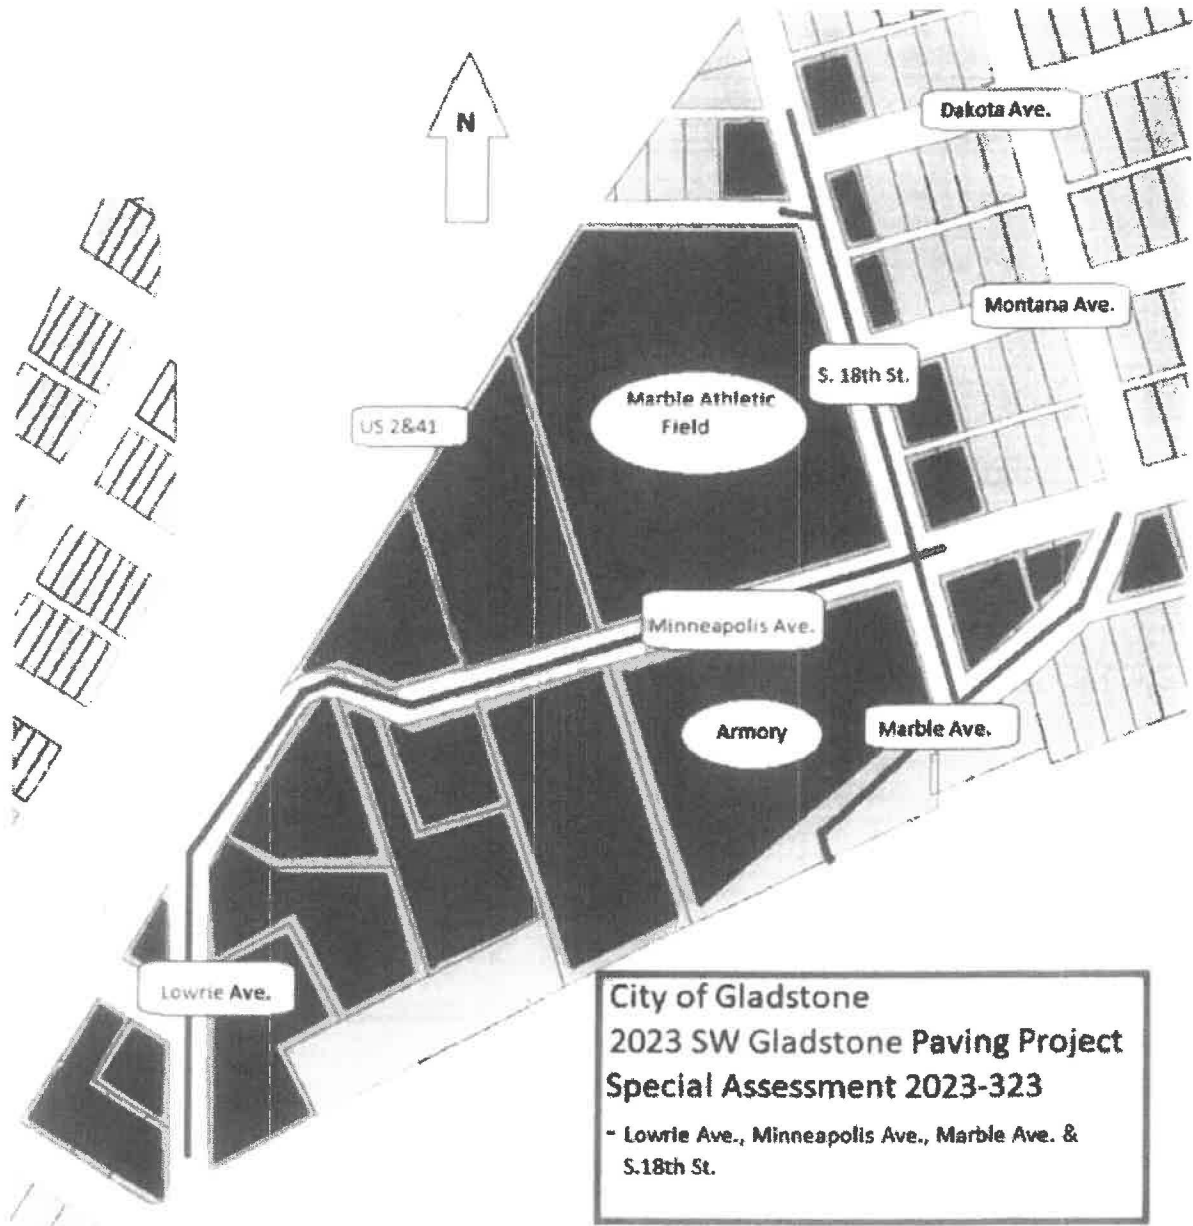 N
Dakota Ave.
Montana Ave.
S. 18th St.
Marble Athletic
Field
US 2&41
Minneapolis Ave.
Armory
Marble Ave.
Lowrie Ave.
City of Gladstone
2023 SW Gladstone Paving Project
Special Assessment 2023-323
- Lowrie Ave., Minneapolis Ave., Marble Ave. &
S.18th St.